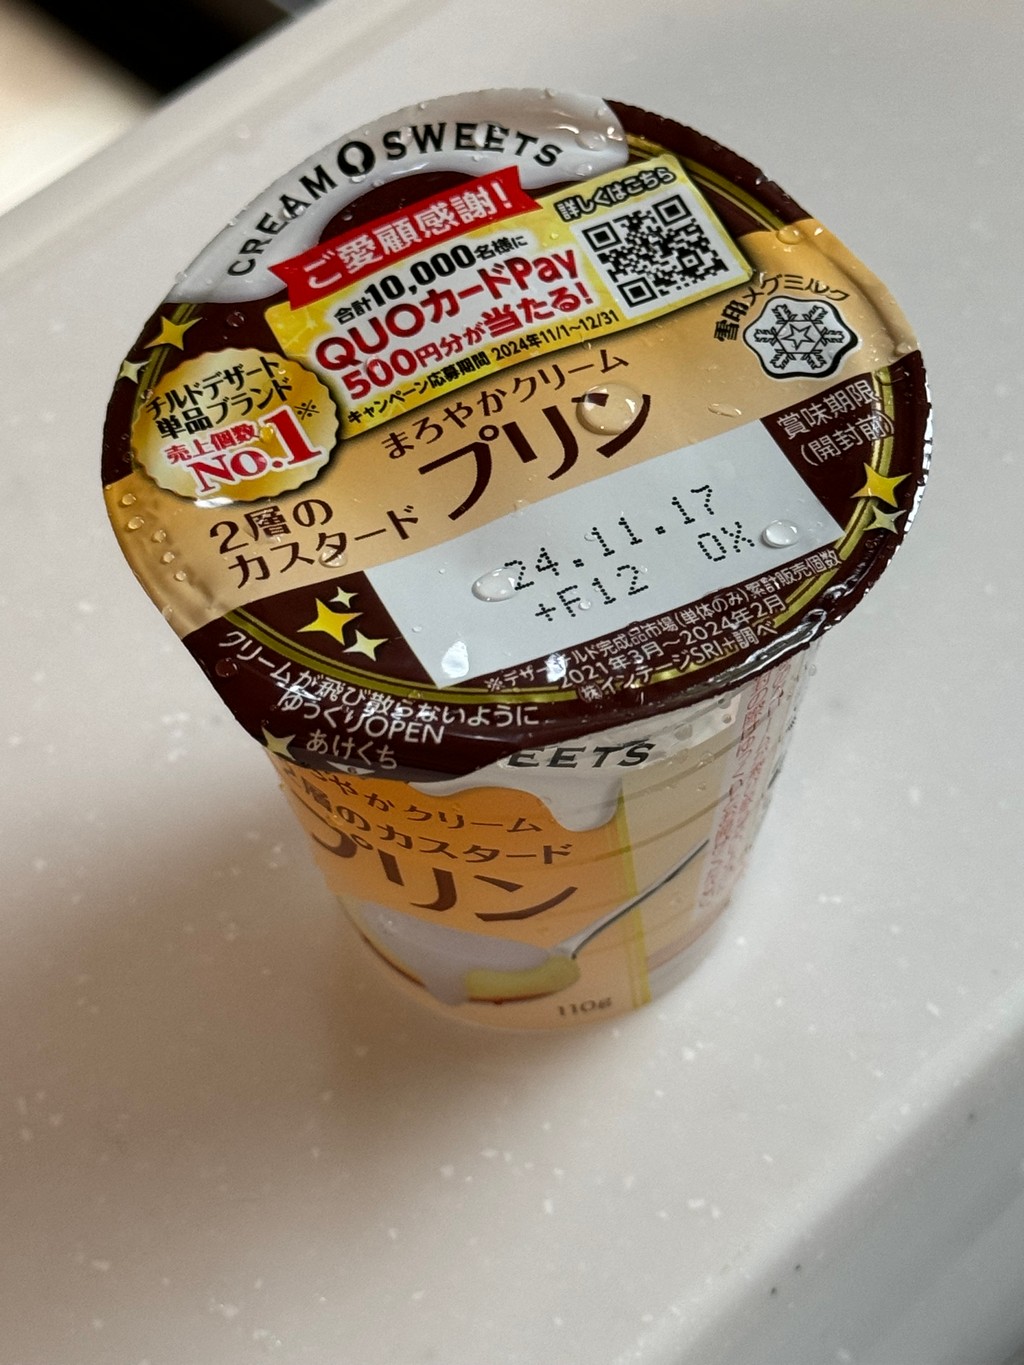 CREAM SWEETS
ご愛顧感謝!
合計10,000名様に
QUOカードPay
500円分が当たる!
キャンペーン応募期間 2024年11/1~12/31
詳しくはこちら
雪印メグミルク
チルドデザート
単品ブランド※
売上個数
NO.1
まろやかクリーム
2層の
カスタード
プリン
賞味期限
(開封前)
24.11.17
+F12 OX
※デザートチルド完成品市場(単体のみ)累計販売個数
2021年3月~2024年2月
㈱インテージSRI+調べ
クリームが飛び散らないように
ゆっくりOPEN
あけくち
EETS
やかクリーム
層のカスタード
プリン
110g